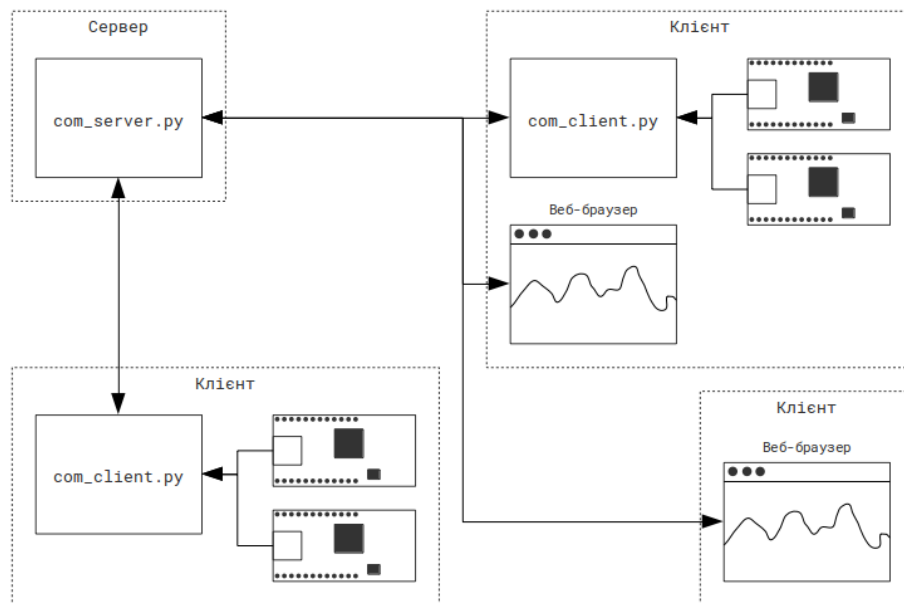 Сервер
com_server.py
Клієнт
com_client.py
Веб-браузер
Клієнт
com_client.py
Клієнт
Веб-браузер